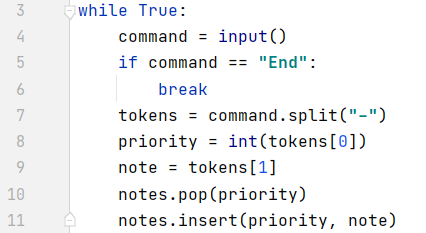 3 while True:
4     command = input()
5     if command == "End":
6         break
7     tokens = command.split("-")
8     priority = int(tokens[0])
9     note = tokens[1]
10     notes.pop(priority)
11     notes.insert(priority, note)